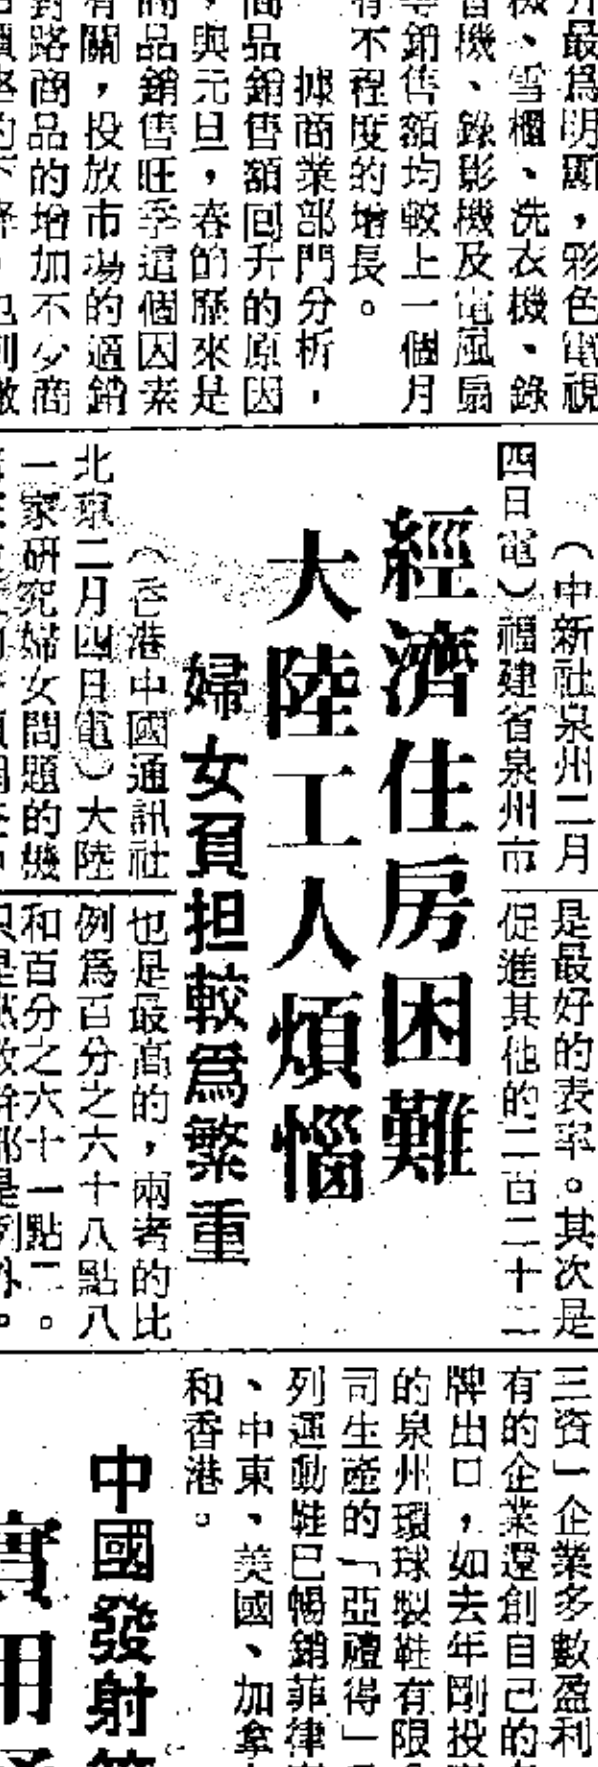 最爲明顯，彩色電視
機、雪櫃、洗衣機、錄
音機、錄影機及電風扇
等銷售額均較上一個月
有不程度的增長。
據商業部門分析，
商品銷售額回升的原因
，與元旦，春節歷來是
商品銷售旺季這個因素
有關，投放市場的適銷
對路商品的增加不少商
經濟住房困難
大陸工人煩惱
婦女負担較爲繁重
（中新社泉州二月
四日電）福建省泉州市
（香港中國通訊社
北京二月四日電）大陸
一家研究婦女問題的機
是最好的表率。其次是
促進其他的二百二十二
也是最高的，兩者的比
例爲百分之六十八點八
和百分之六十一點二。
三資」企業多數盈利
有的企業還創自己的
牌出口，如去年剛投
的泉州環球製鞋有限
司生產的「亞禮得」
列運動鞋已暢銷菲律
、中東、美國、加拿
和香港。
中國發射
實用